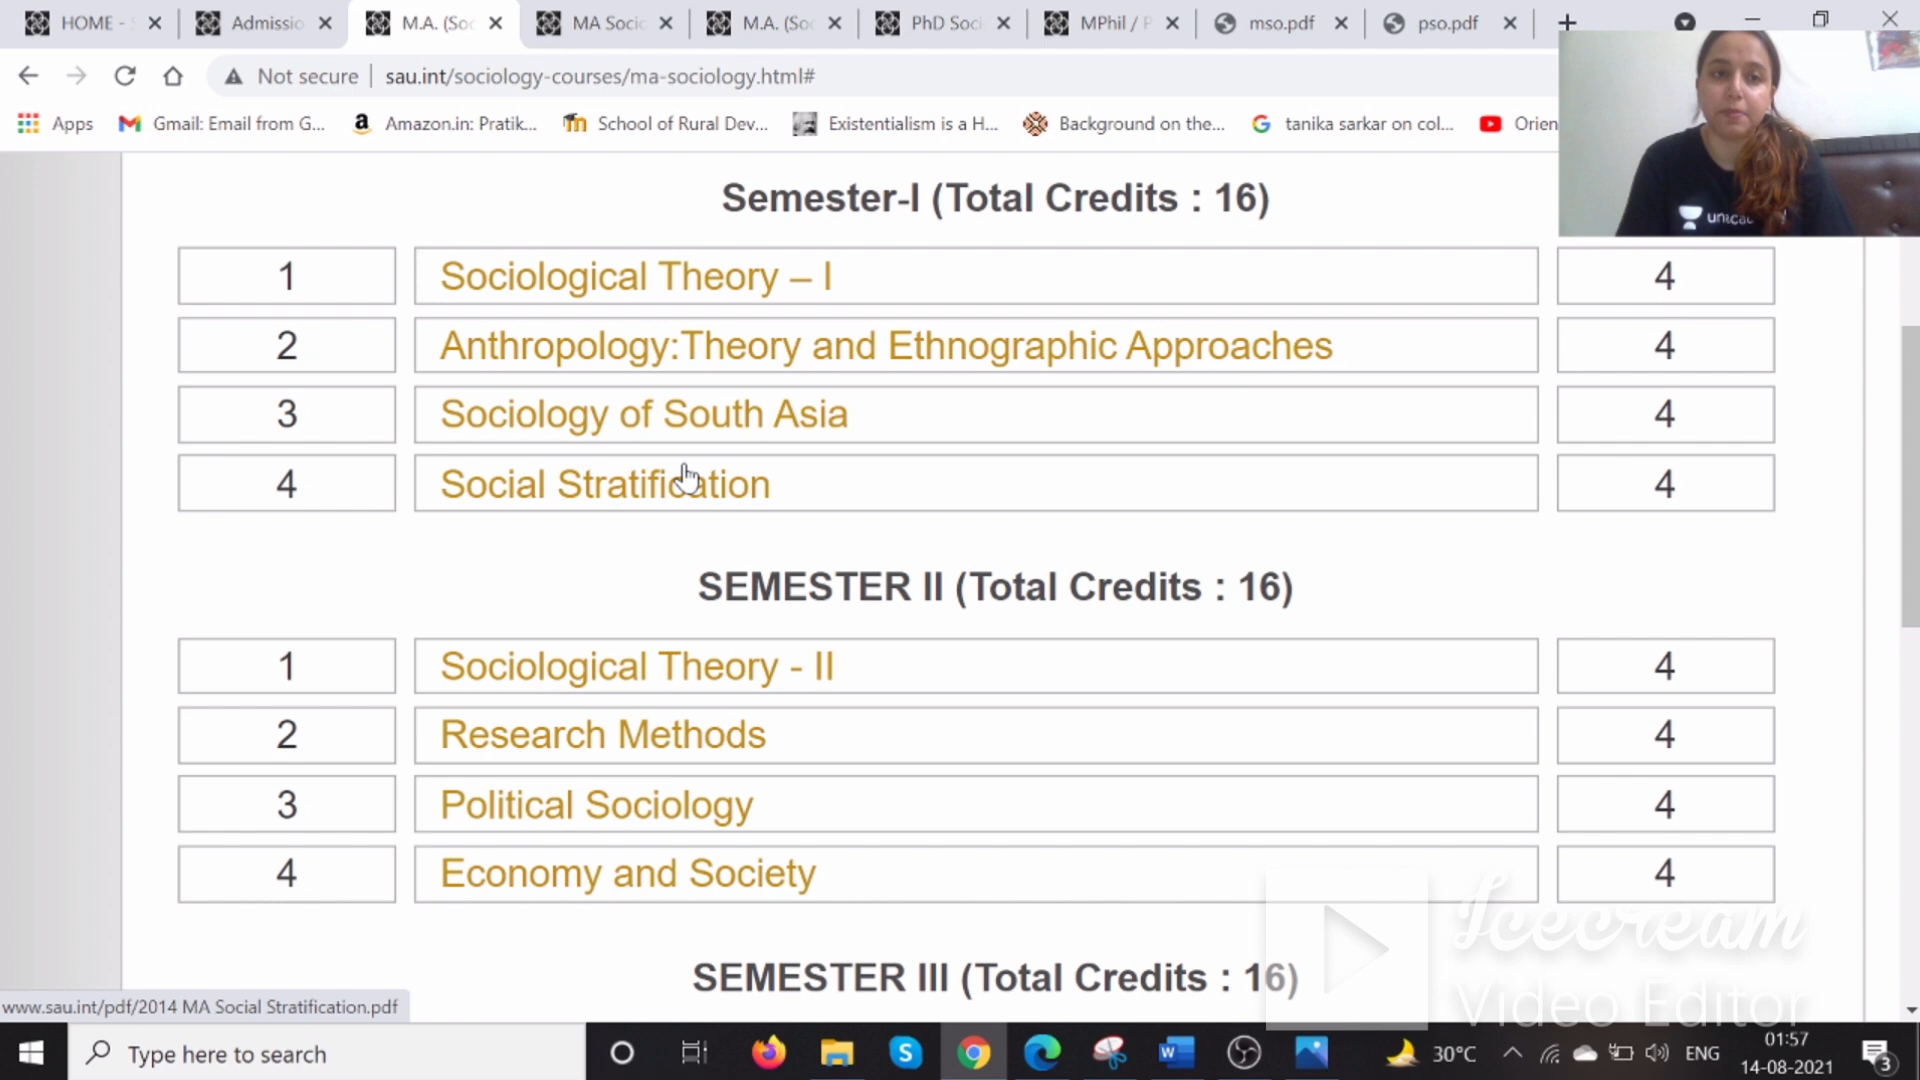 HOME - S
Admissio
M.A. (Soc
MA Socio
M.A. (Soc
PhD Soci
MPhil / P
mso.pdf
pso.pdf
Not secure
sau.int/sociology-courses/ma-sociology.html#
Apps
Gmail: Email from G...
Amazon.in: Pratik...
School of Rural Dev...
Existentialism is a H...
Background on the...
tanika sarkar on col...
Orien
unacad
Semester-I (Total Credits : 16)
1 Sociological Theory – I 4
2 Anthropology:Theory and Ethnographic Approaches 4
3 Sociology of South Asia 4
4 Social Stratification 4
SEMESTER II (Total Credits : 16)
1 Sociological Theory - II 4
2 Research Methods 4
3 Political Sociology 4
4 Economy and Society 4
SEMESTER III (Total Credits : 16)
Icecream
Video Editor
www.sau.int/pdf/2014 MA Social Stratification.pdf
Type here to search
30°C
ENG
01:57
14-08-2021
3